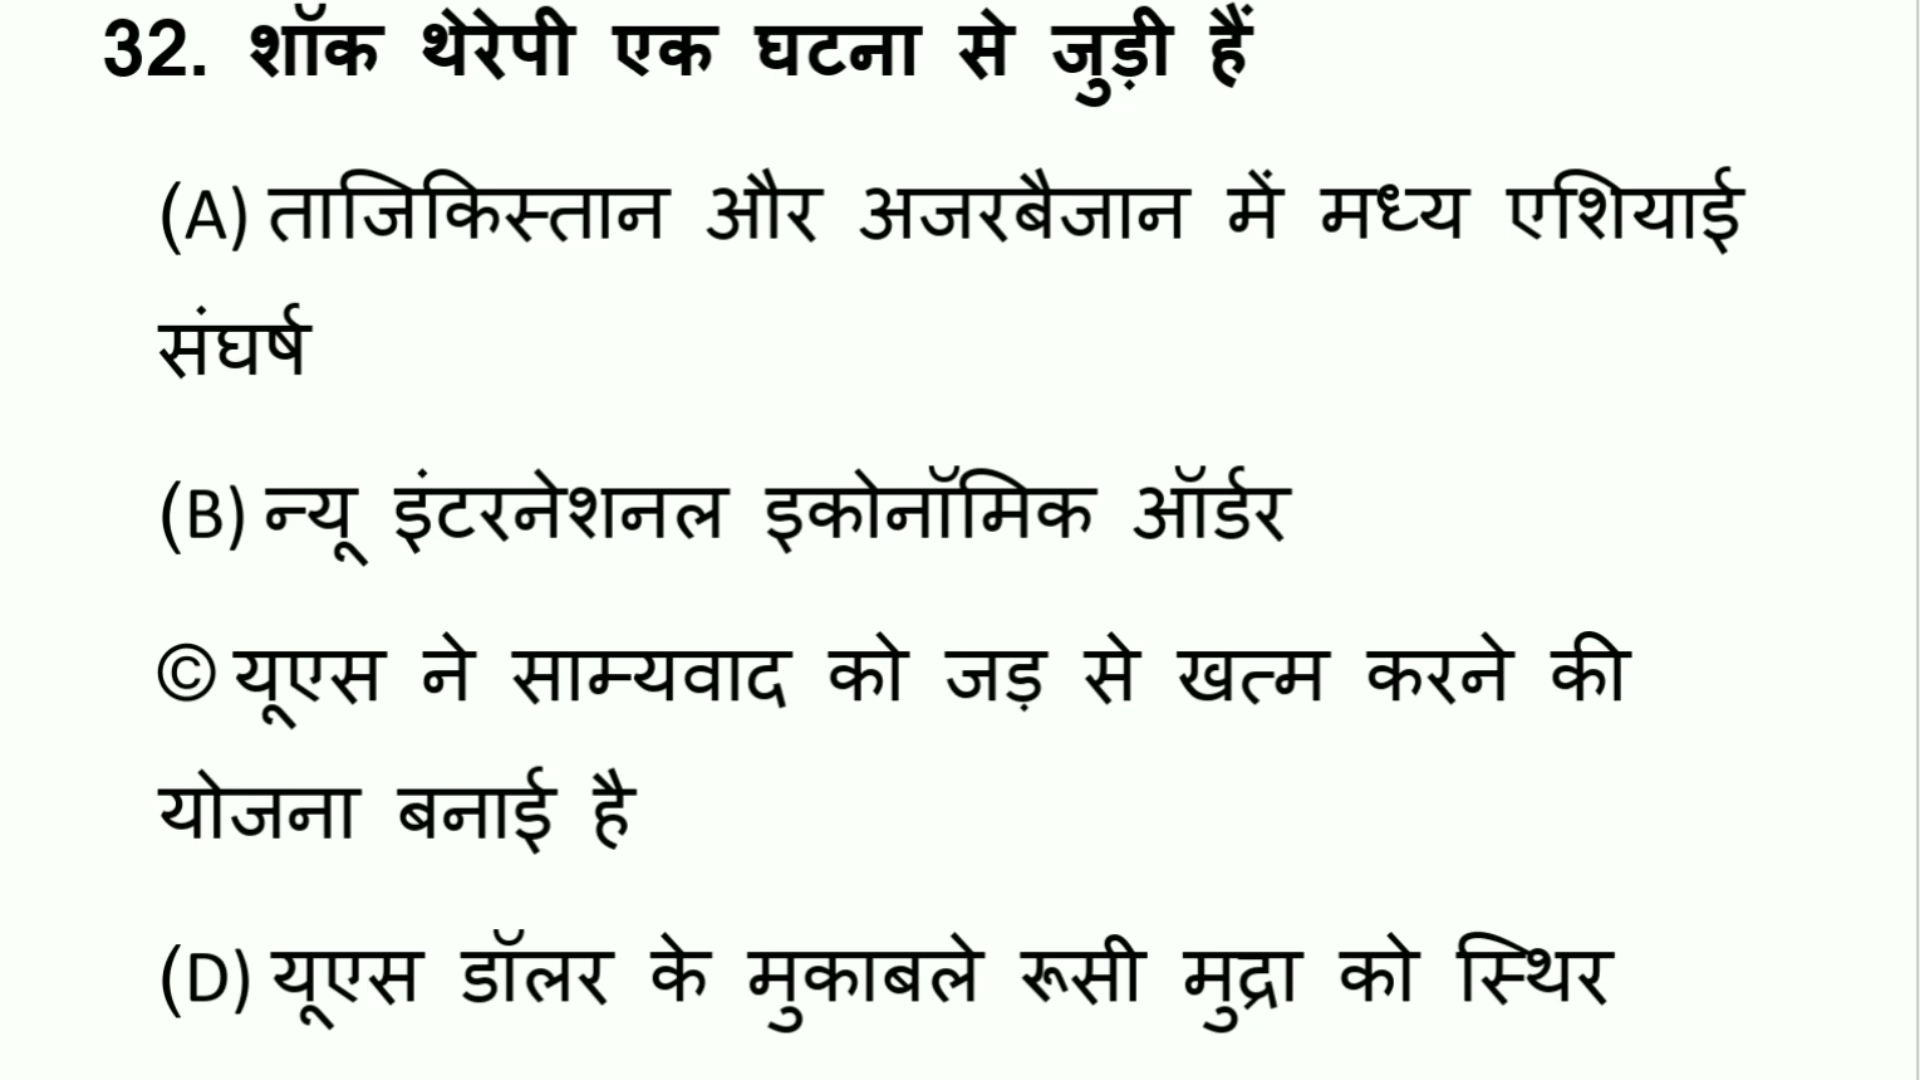 32. शॉक थेरेपी एक घटना से जुड़ी हैं
(A) ताजिकिस्तान और अजरबैजान में मध्य एशियाई
संघर्ष
(B) न्यू इंटरनेशनल इकोनॉमिक ऑर्डर
© यूएस ने साम्यवाद को जड़ से खत्म करने की
योजना बनाई है
(D) यूएस डॉलर के मुकाबले रूसी मुद्रा को स्थिर